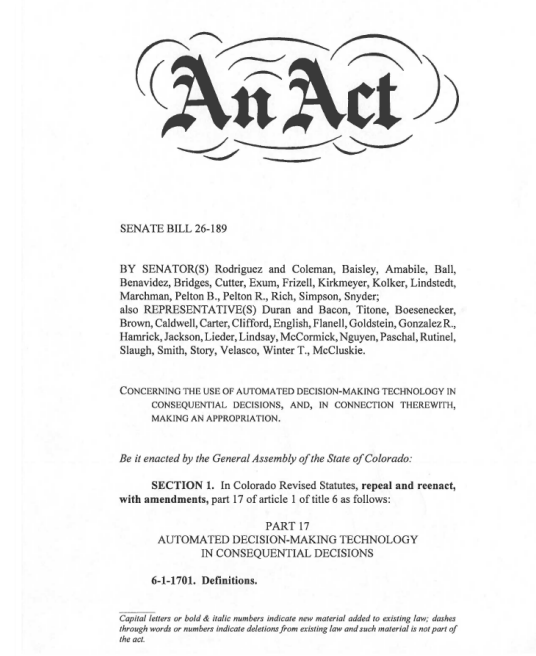 An Act
SENATE BILL 26-189
BY SENATOR(S) Rodriguez and Coleman, Baisley, Amabile, Ball,
Benavidez, Bridges, Cutter, Exum, Frizell, Kirkmeyer, Kolker, Lindstedt,
Marchman, Pelton B., Pelton R., Rich, Simpson, Snyder;
also REPRESENTATIVE(S) Duran and Bacon, Titone, Boesenecker,
Brown, Caldwell, Carter, Clifford, English, Flanell, Goldstein, Gonzalez R.,
Hamrick, Jackson, Lieder, Lindsay, McCormick, Nguyen, Paschal, Rutinel,
Slaugh, Smith, Story, Velasco, Winter T., McCluskie.
CONCERNING THE USE OF AUTOMATED DECISION-MAKING TECHNOLOGY IN
CONSEQUENTIAL DECISIONS, AND, IN CONNECTION THEREWITH,
MAKING AN APPROPRIATION.
Be it enacted by the General Assembly of the State of Colorado:
SECTION 1. In Colorado Revised Statutes, repeal and reenact,
with amendments, part 17 of article 1 of title 6 as follows:
PART 17
AUTOMATED DECISION-MAKING TECHNOLOGY
IN CONSEQUENTIAL DECISIONS
6-1-1701. Definitions.
Capital letters or bold & italic numbers indicate new material added to existing law; dashes
through words or numbers indicate deletions from existing law and such material is not part of
the act.